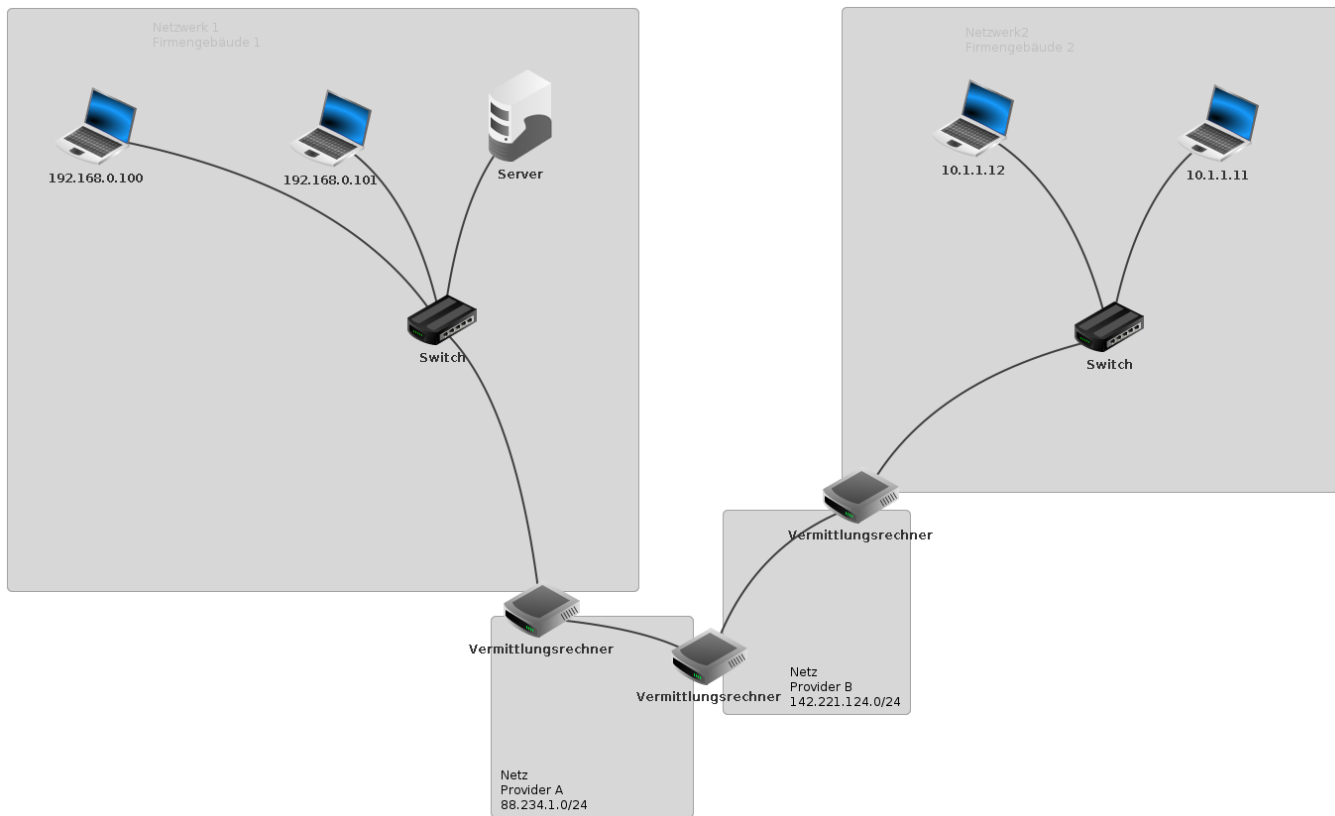 Netzwerk 1
Firmengebäude 1
192.168.0.100
192.168.0.101
Server
Switch
Vermittlungsrechner
Netz
Provider A
88.234.1.0/24
Vermittlungsrechner
Netz
Provider B
142.221.124.0/24
Vermittlungsrechner
Netzwerk2
Firmengebäude 2
10.1.1.12
10.1.1.11
Switch